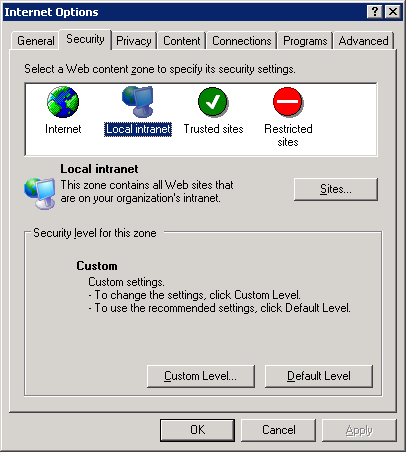 Internet Options
General Security Privacy Content Connections Programs Advanced
Select a Web content zone to specify its security settings.
Internet Local intranet Trusted sites Restricted sites
Local intranet
This zone contains all Web sites that
are on your organization's intranet.
Sites...
Security level for this zone
Custom
Custom settings.
- To change the settings, click Custom Level.
- To use the recommended settings, click Default Level.
Custom Level... Default Level
OK Cancel Apply